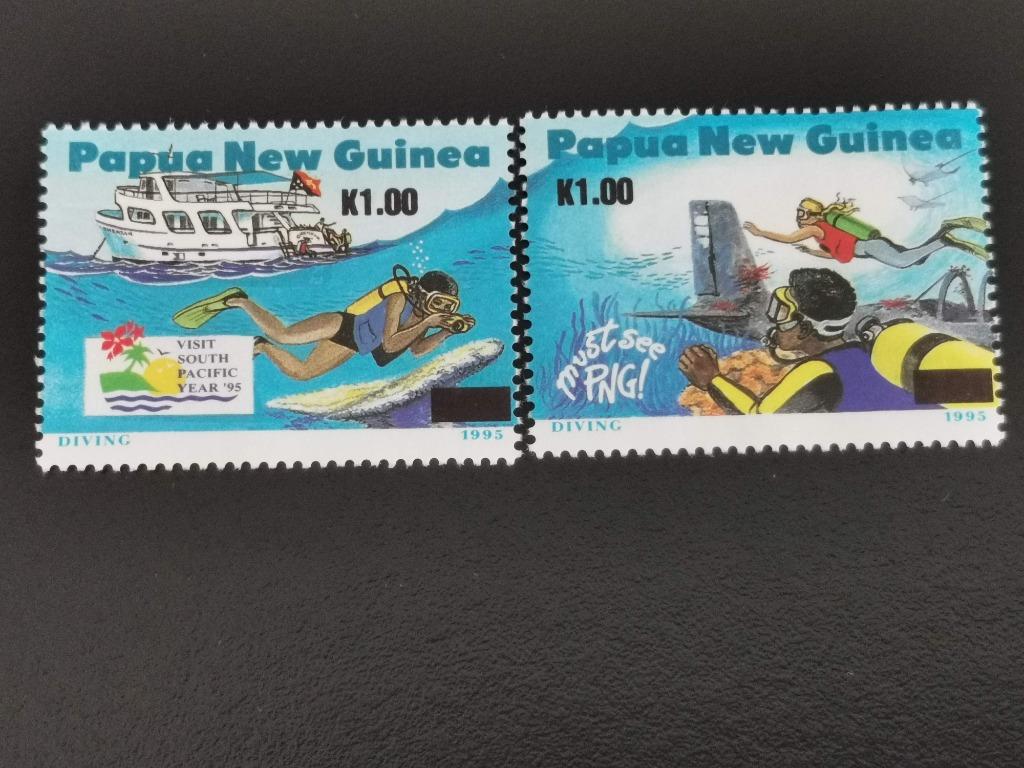 Papua New Guinea
K1.00
VISIT
SOUTH
PACIFIC
YEAR '95
DIVING
1995
Papua New Guinea
K1.00
must see
PNG!
DIVING
1995